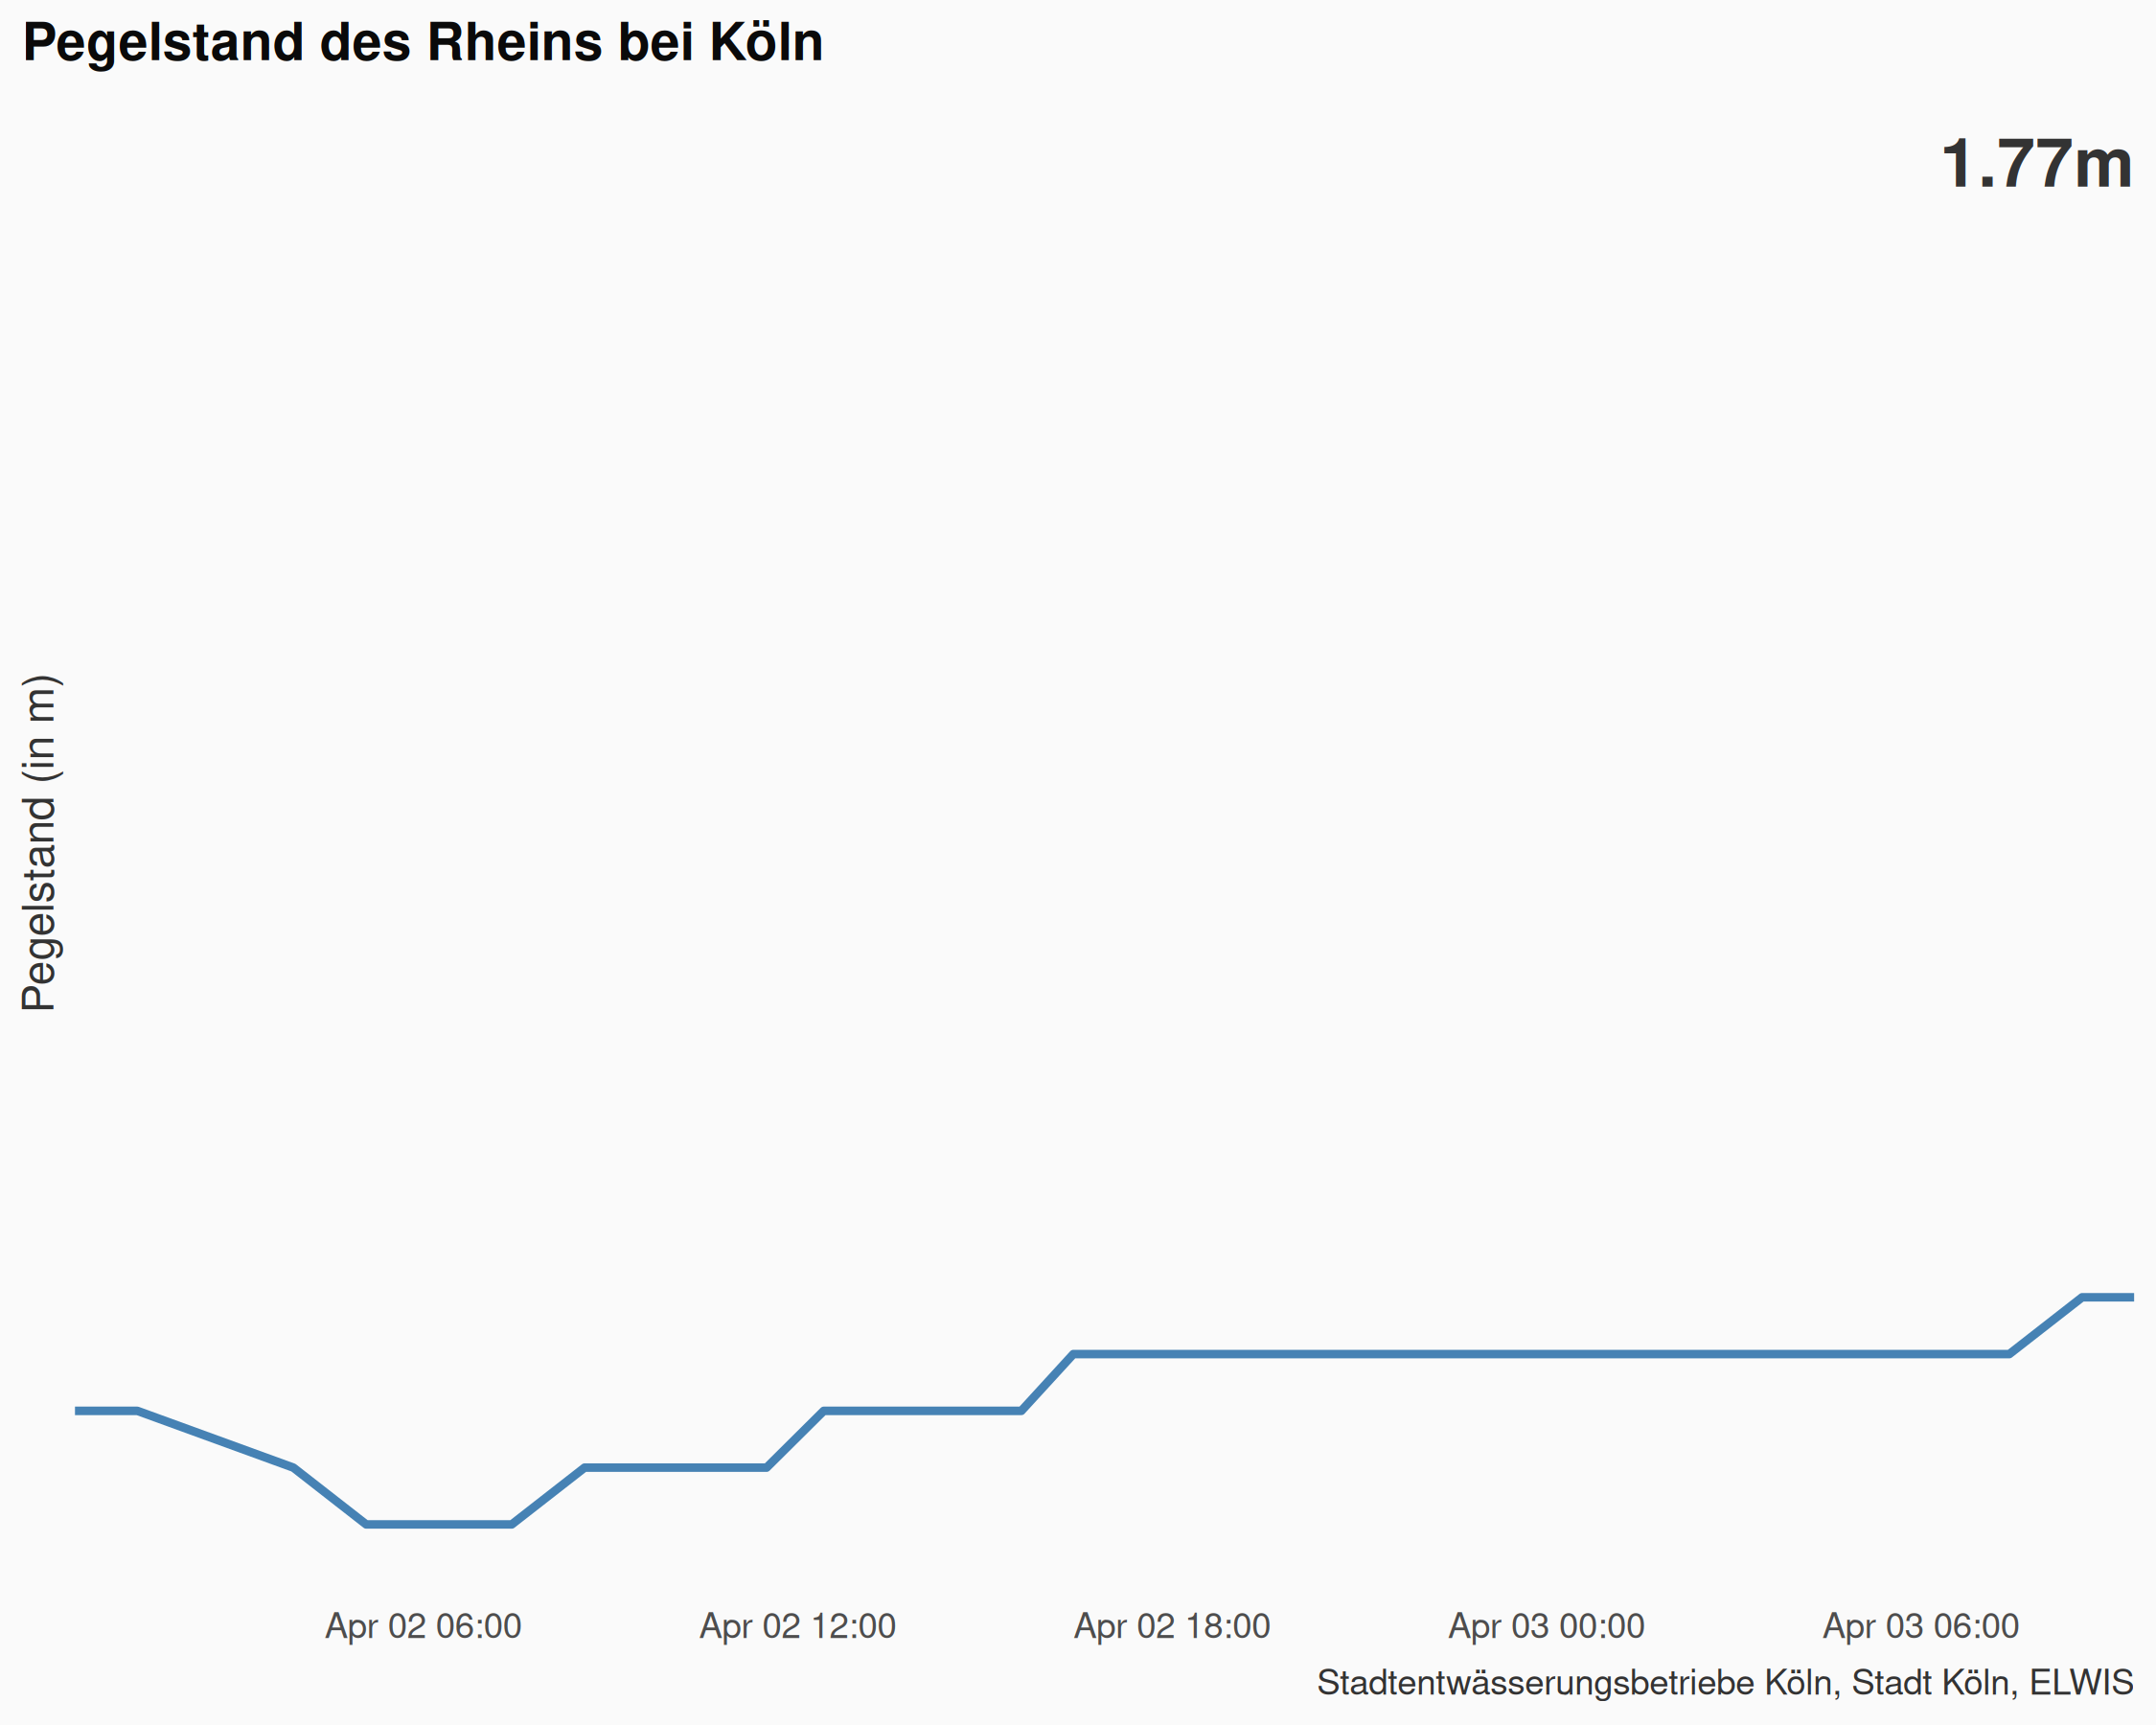 Pegelstand des Rheins bei Köln
1.77m
Pegelstand (in m)
Apr 02 06:00 Apr 02 12:00 Apr 02 18:00 Apr 03 00:00 Apr 03 06:00
Stadtentwässerungsbetriebe Köln, Stadt Köln, ELWIS